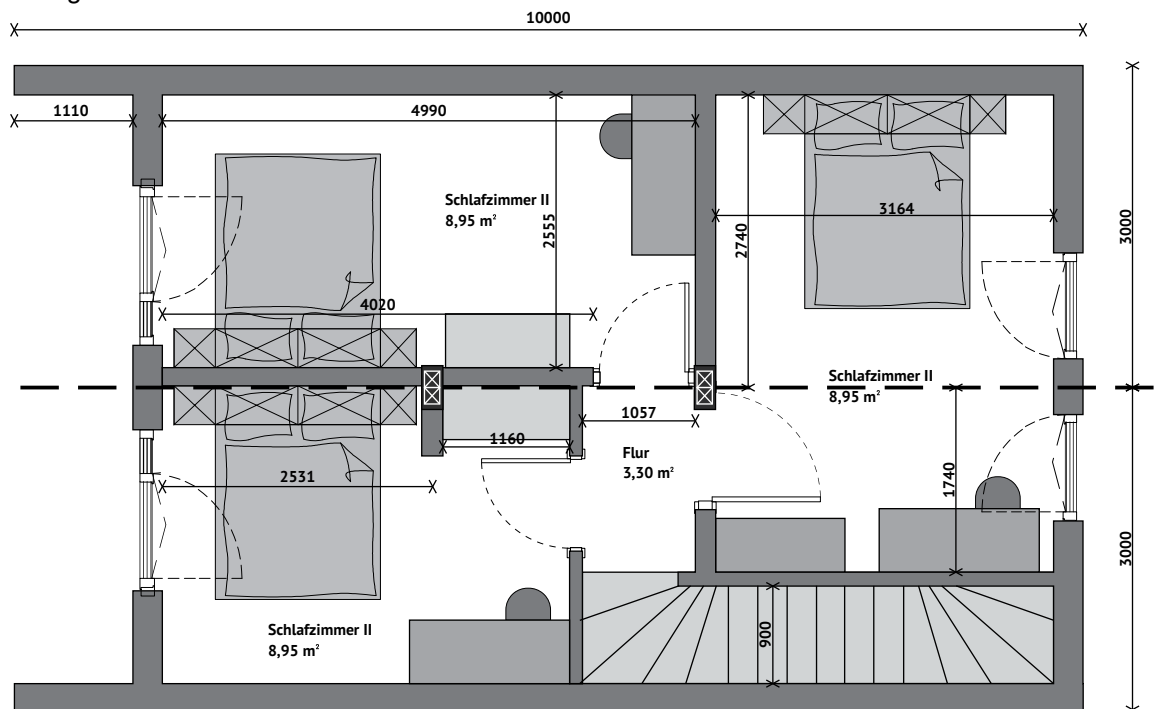 10000
1110
4990
Schlafzimmer II
8,95 m²
2555
2740
3164
3000
4020
Schlafzimmer II
8,95 m²
1057
1160
Flur
3,30 m²
2531
1740
3000
Schlafzimmer II
8,95 m²
900